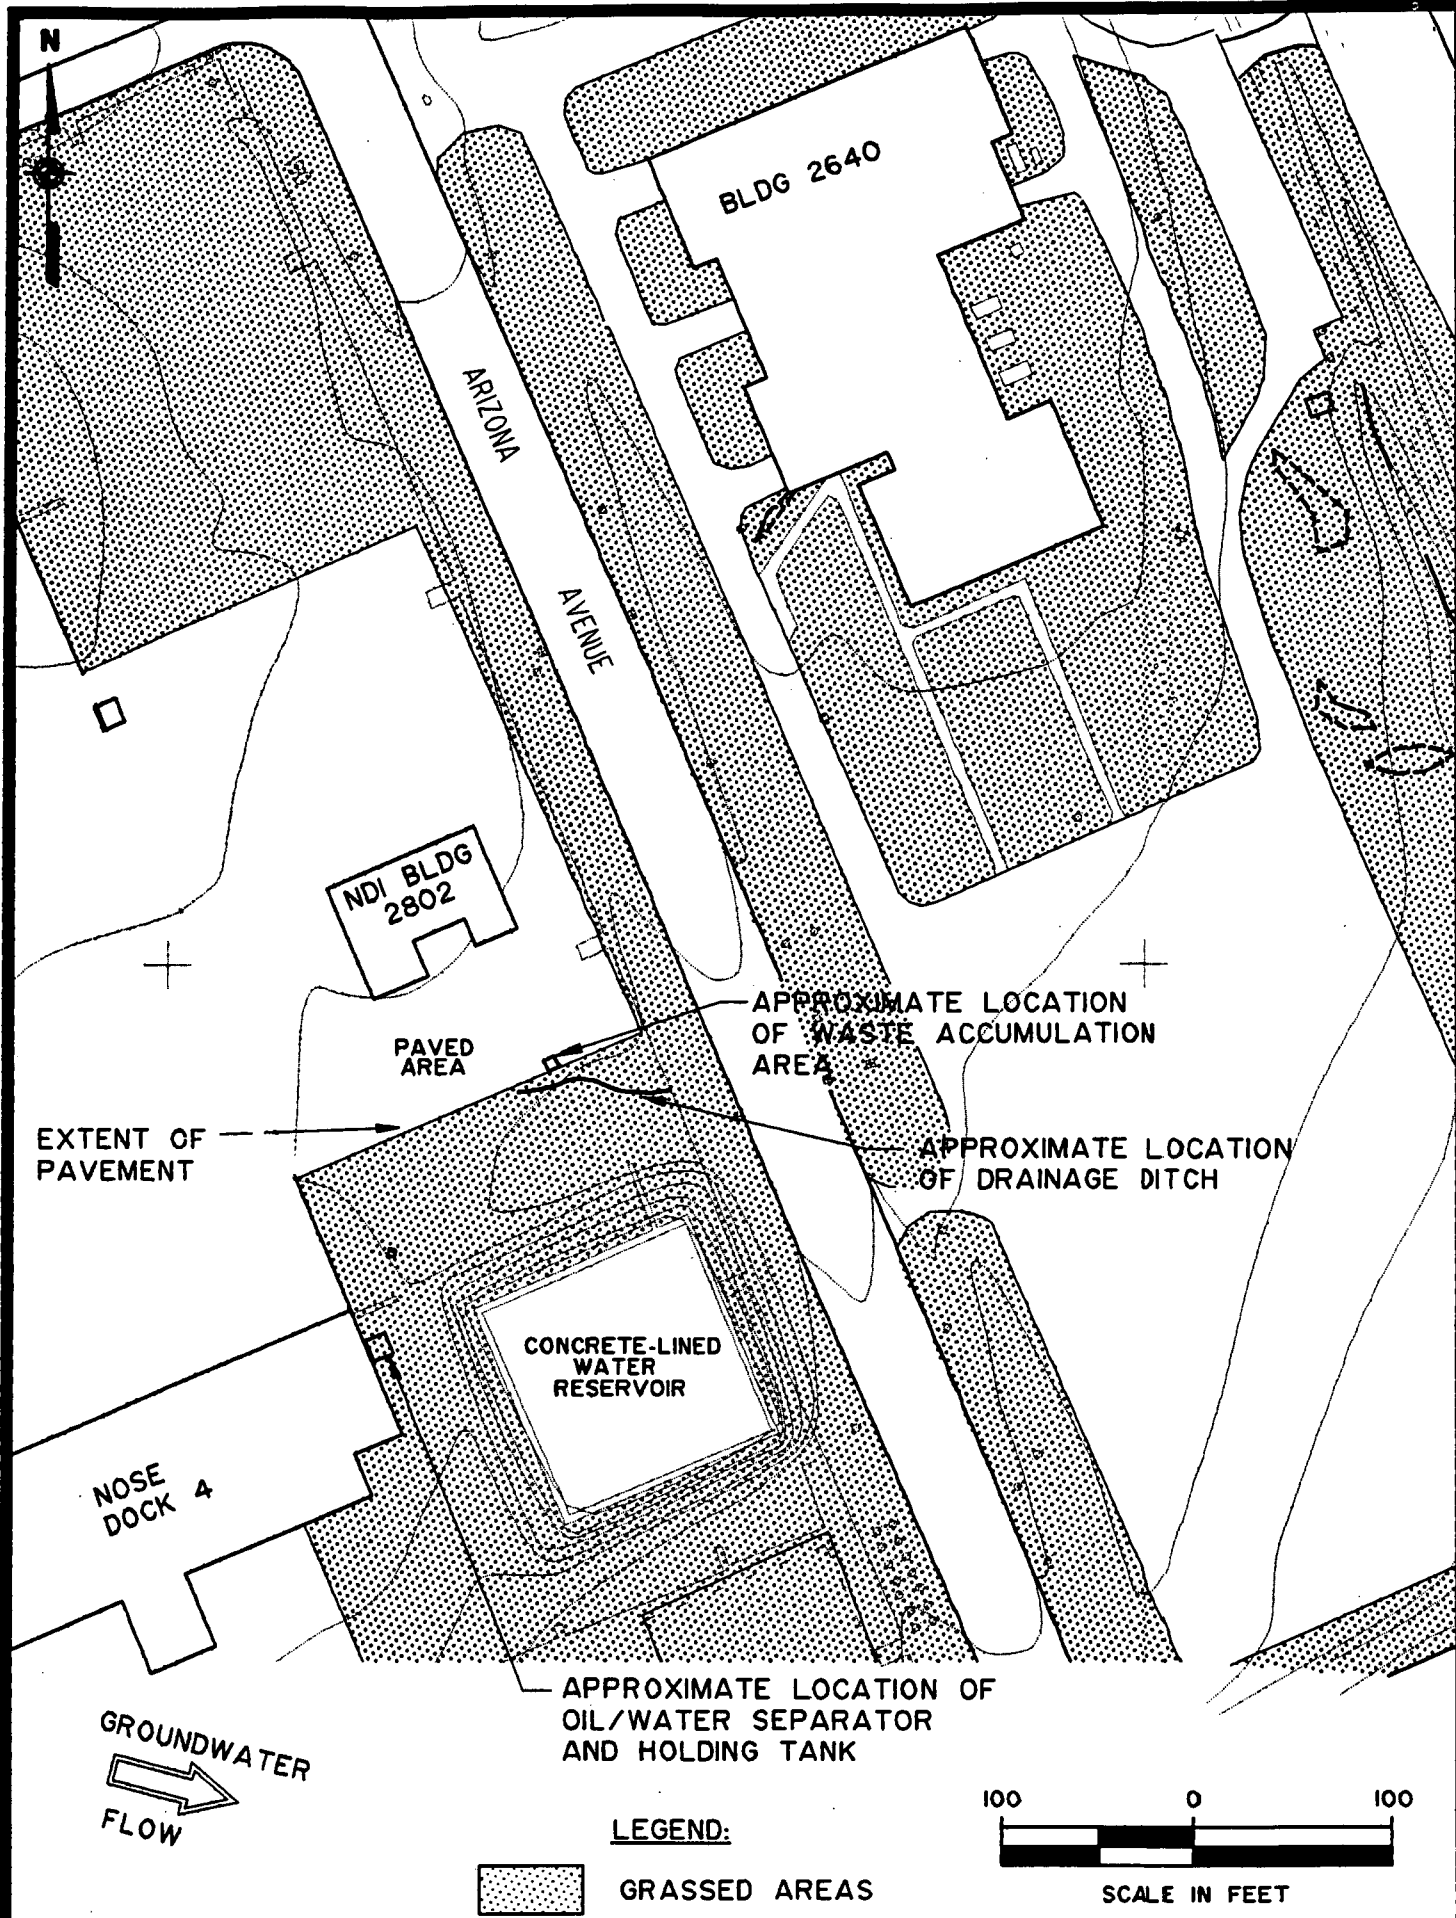 N
BLDG 2640
ARIZONA
AVENUE
NDI BLDG
2802
APPROXIMATE LOCATION
OF WASTE ACCUMULATION
AREA
PAVED
AREA
EXTENT OF
PAVEMENT
APPROXIMATE LOCATION
OF DRAINAGE DITCH
CONCRETE-LINED
WATER
RESERVOIR
NOSE
DOCK 4
APPROXIMATE LOCATION OF
OIL/WATER SEPARATOR
AND HOLDING TANK
GROUNDWATER
FLOW
LEGEND:
GRASSED AREAS
100 0 100
SCALE IN FEET